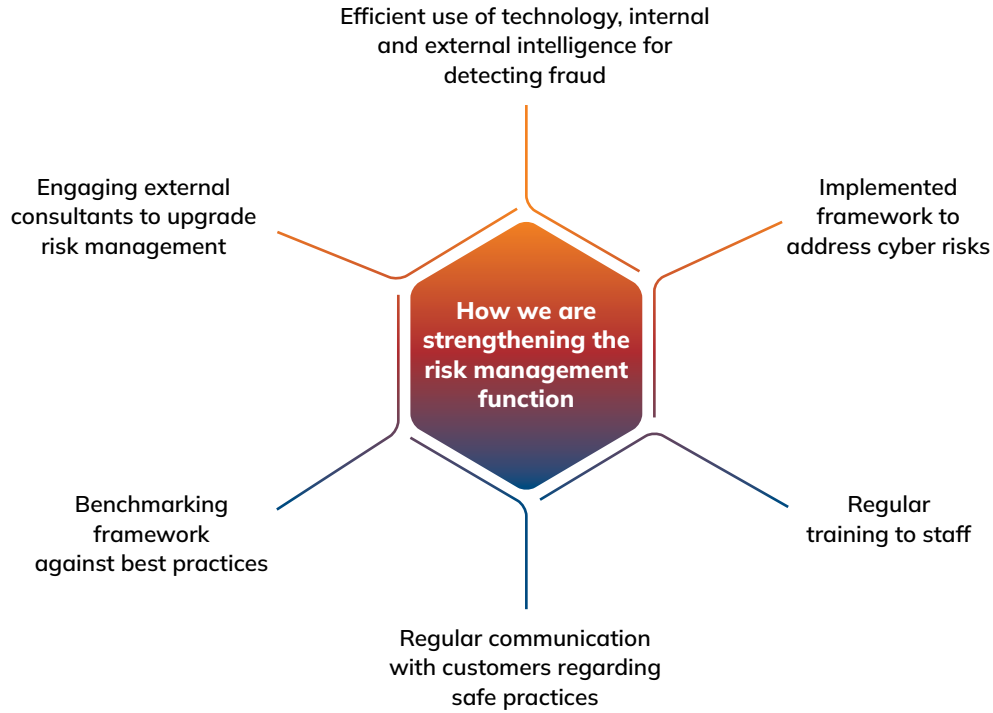 Efficient use of technology, internal
and external intelligence for
detecting fraud
Engaging external
consultants to upgrade
risk management
Implemented
framework to
address cyber risks
How we are
strengthening the
risk management
function
Benchmarking
framework
against best practices
Regular
training to staff
Regular communication
with customers regarding
safe practices